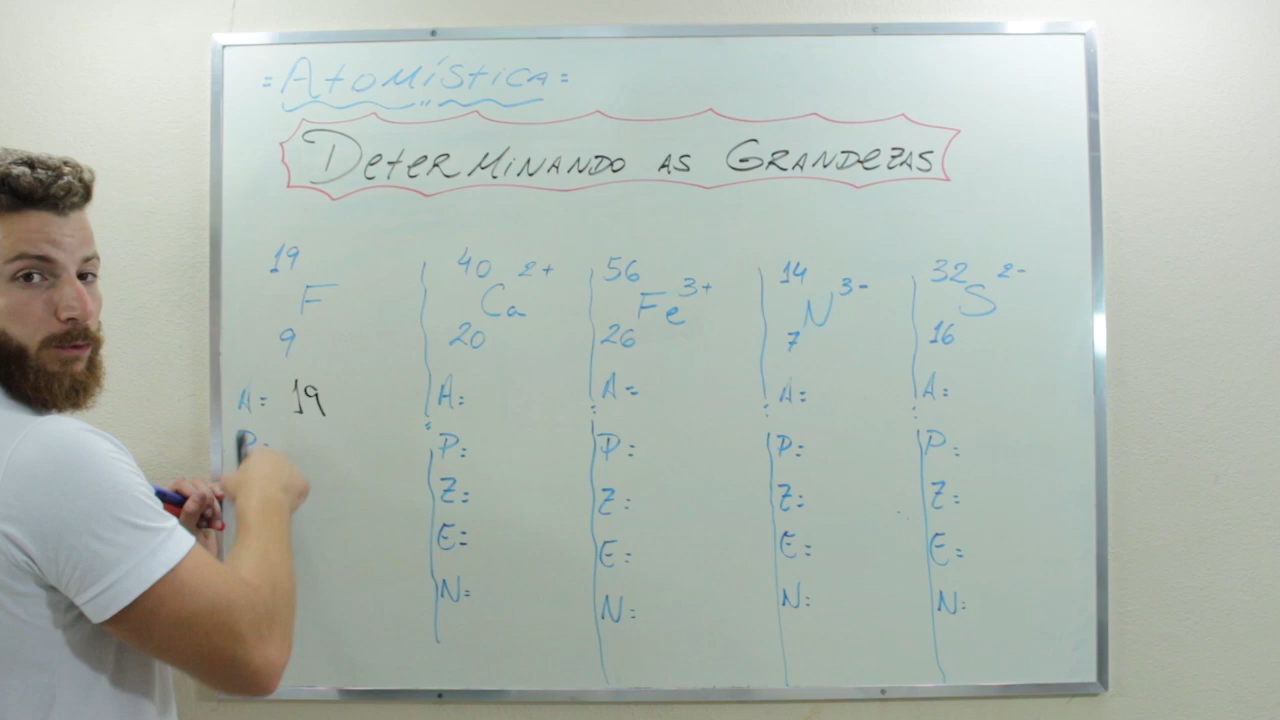 = Atomística =
Determinando as Grandezas
19 F 9
A= 19
P=
40 Ca 2+ 20
A=
P=
Z=
E=
N=
56 Fe 3+ 26
A=
P=
Z=
E=
N=
14 N 3- 7
A=
P=
Z=
E=
N=
32 S 2- 16
A=
P=
Z=
E=
N=